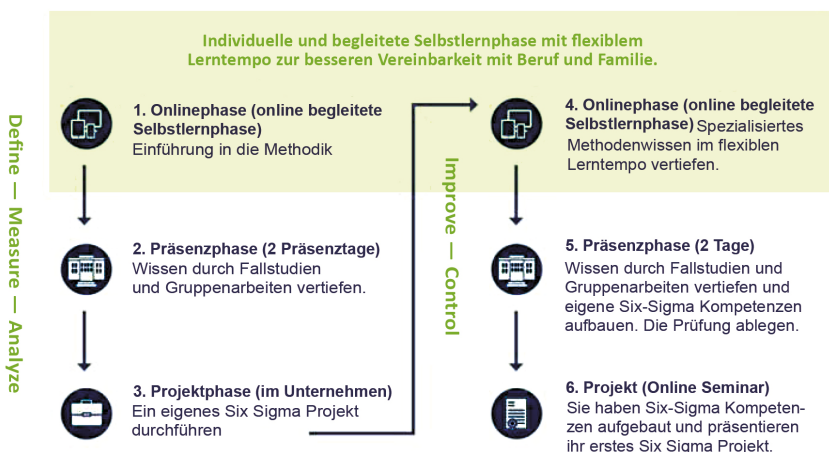 Individuelle und begleitete Selbstlernphase mit flexiblem
Lerntempo zur besseren Vereinbarkeit mit Beruf und Familie.
Define — Measure — Analyze
1. Onlinephase (online begleitete
Selbstlernphase)
Einführung in die Methodik
2. Präsenzphase (2 Präsenztage)
Wissen durch Fallstudien
und Gruppenarbeiten vertiefen.
3. Projektphase (im Unternehmen)
Ein eigenes Six Sigma Projekt
durchführen
Improve — Control
4. Onlinephase (online begleitete
Selbstlernphase) Spezialisiertes
Methodenwissen im flexiblen
Lerntempo vertiefen.
5. Präsenzphase (2 Tage)
Wissen durch Fallstudien und
Gruppenarbeiten vertiefen und
eigene Six-Sigma Kompetenzen
aufbauen. Die Prüfung ablegen.
6. Projekt (Online Seminar)
Sie haben Six-Sigma Kompeten-
zen aufgebaut und präsentieren
ihr erstes Six Sigma Projekt.